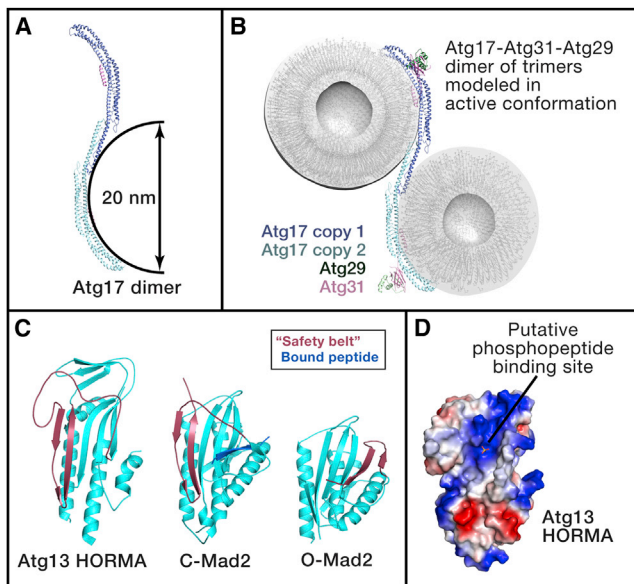 A
20 nm
Atg17 dimer
B
Atg17-Atg31-Atg29
dimer of trimers
modeled in
active conformation
Atg17 copy 1
Atg17 copy 2
Atg29
Atg31
C
"Safety belt"
Bound peptide
Atg13 HORMA
C-Mad2
O-Mad2
D
Putative
phosphopeptide
binding site
Atg13
HORMA